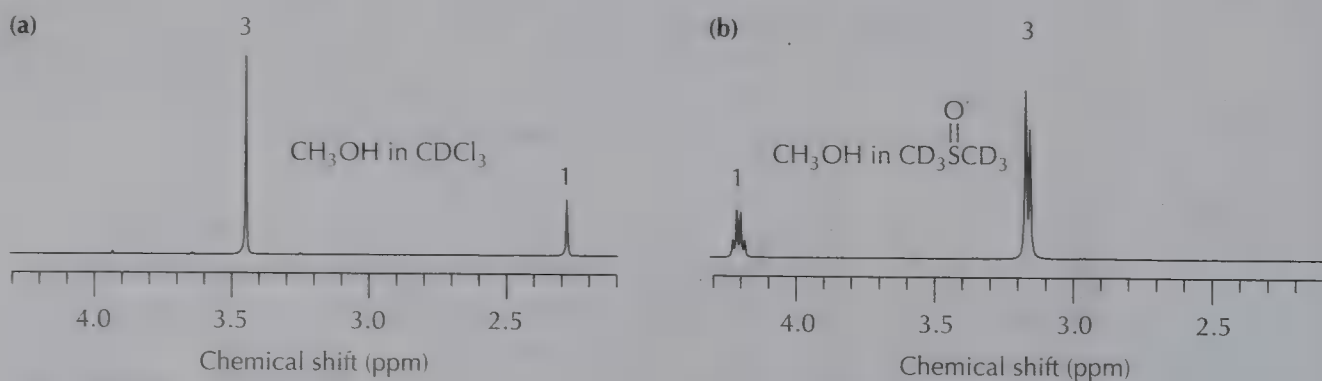 (a)
3
CH₃OH in CDCl₃
1
4.0 3.5 3.0 2.5
Chemical shift (ppm)
(b)
3
O
||
CH₃OH in CD₃SCD₃
1
4.0 3.5 3.0 2.5
Chemical shift (ppm)